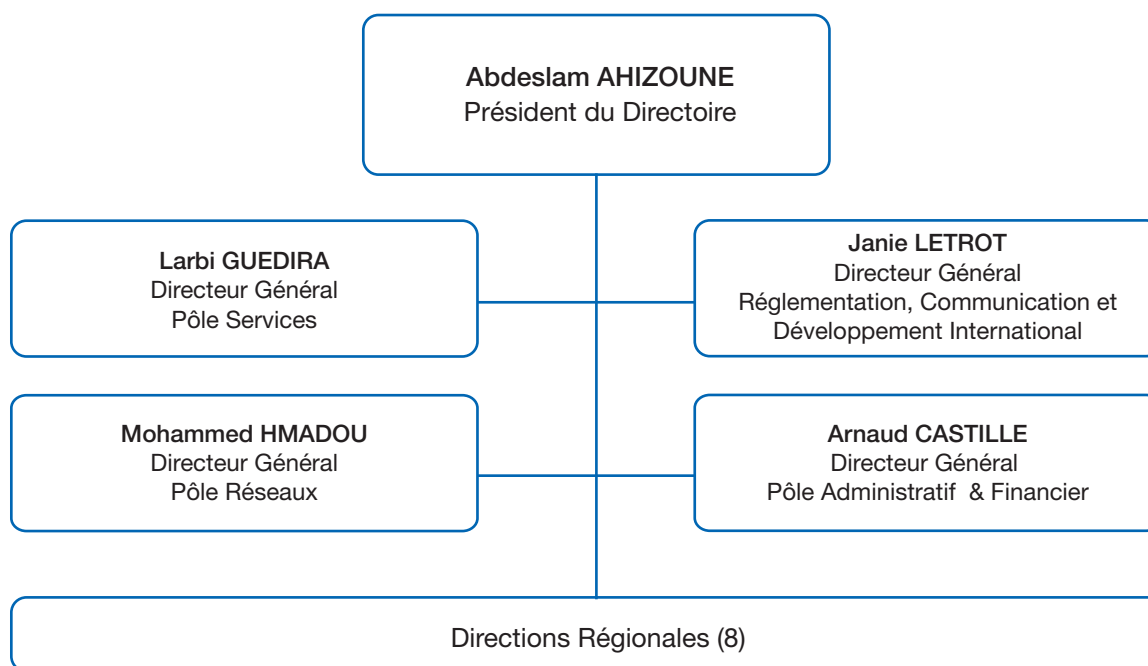 Abdeslam AHIZOUNE
Président du Directoire
Larbi GUEDIRA
Directeur Général
Pôle Services
Janie LETROT
Directeur Général
Réglementation, Communication et
Développement International
Mohammed HMADOU
Directeur Général
Pôle Réseaux
Arnaud CASTILLE
Directeur Général
Pôle Administratif & Financier
Directions Régionales (8)